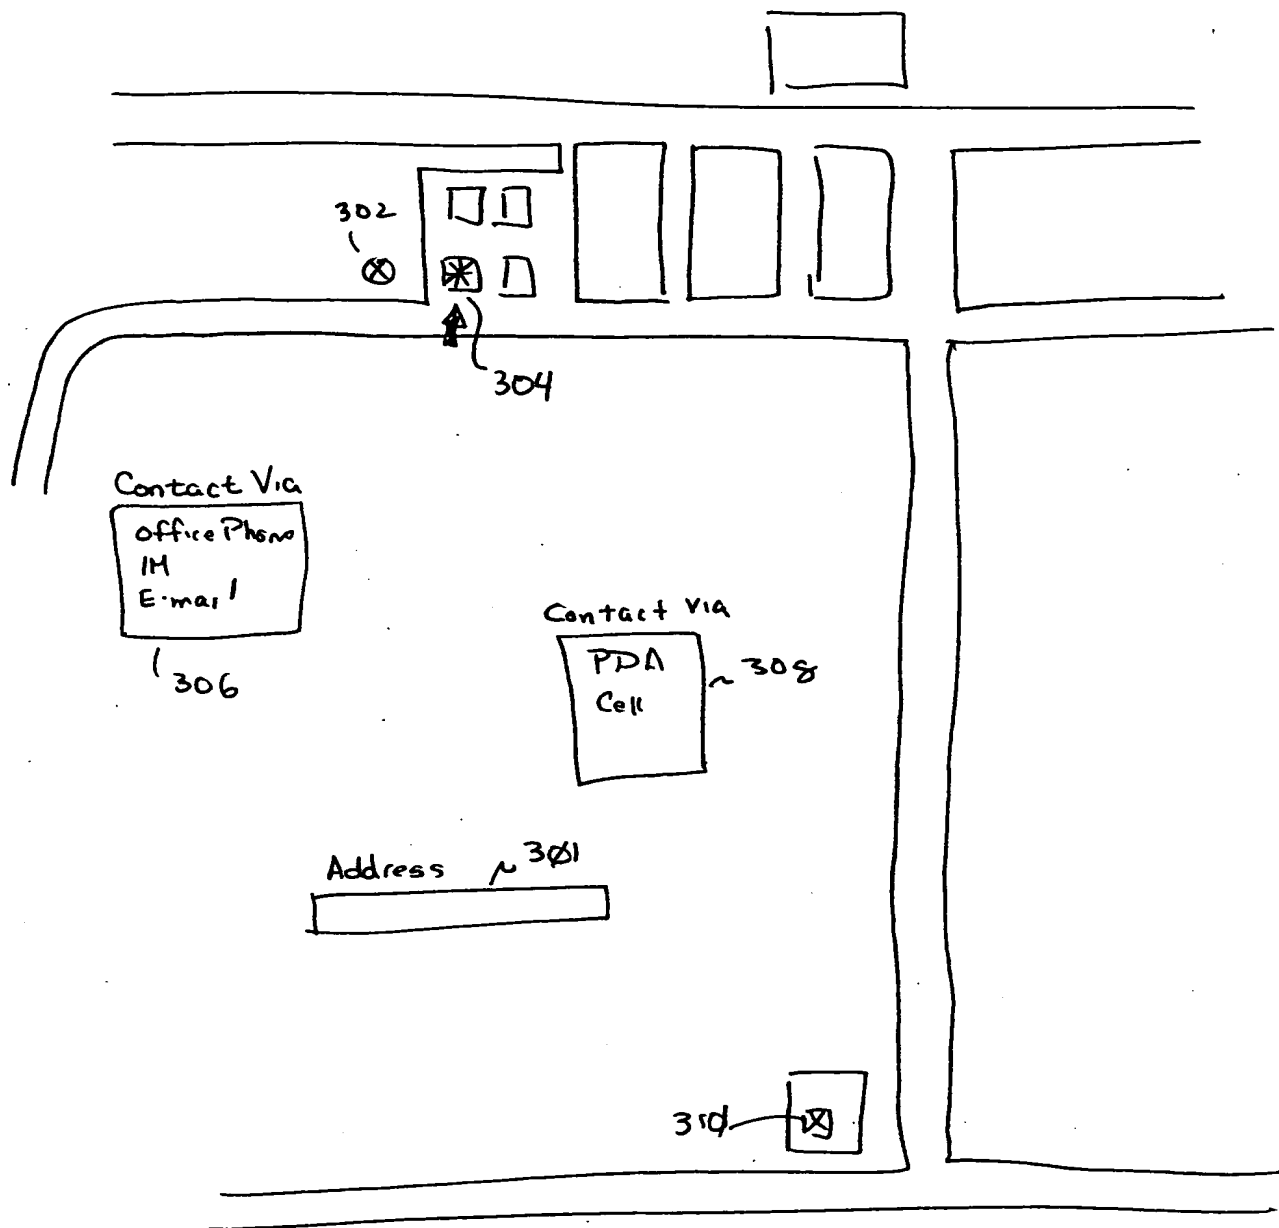 302
304
Contact Via
Office Phone
IM
E-mail
306
Contact via
PDA
Cell
308
Address
301
310